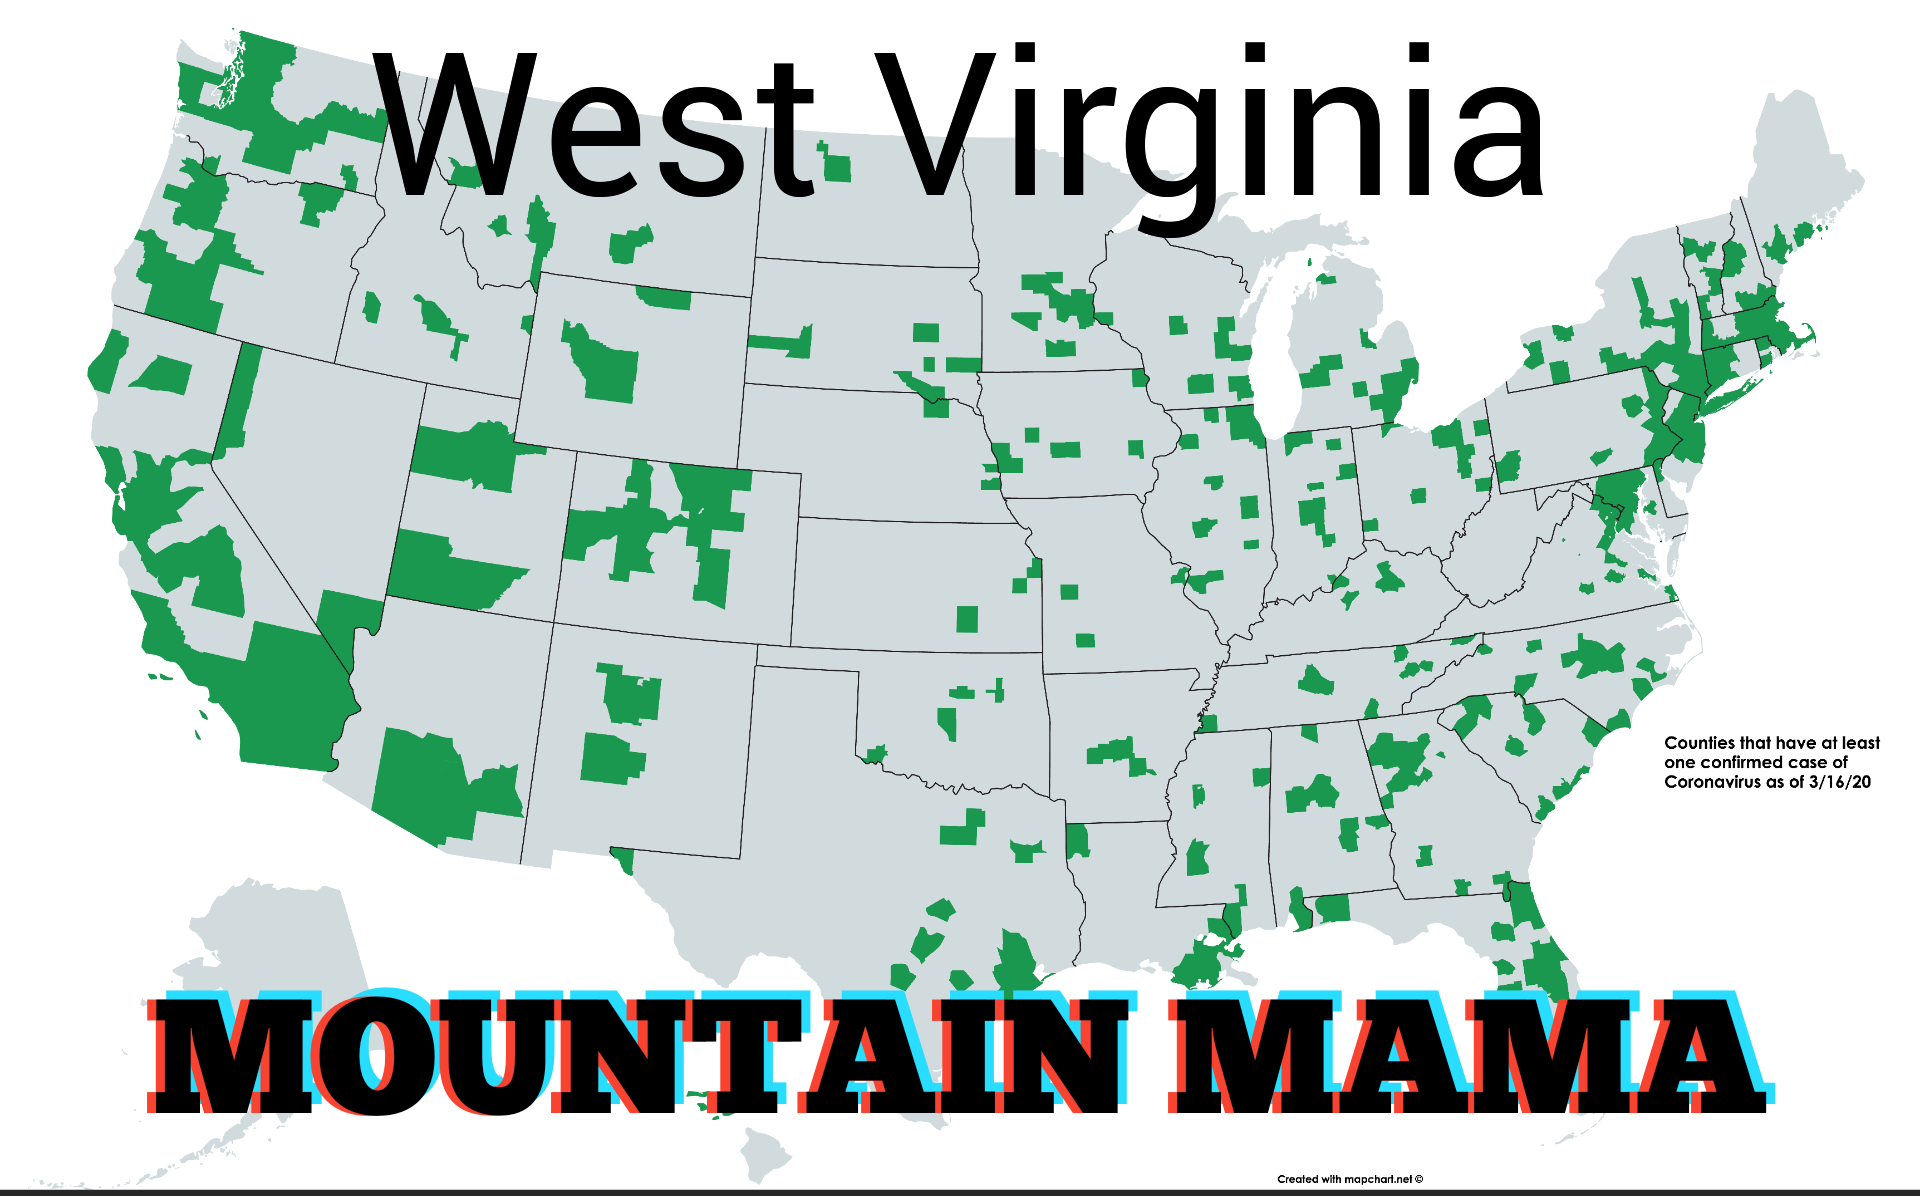 West Virginia
Counties that have at least
one confirmed case of
Coronavirus as of 3/16/20
MOUNTAIN MAMA
Created with mapchart.net ©